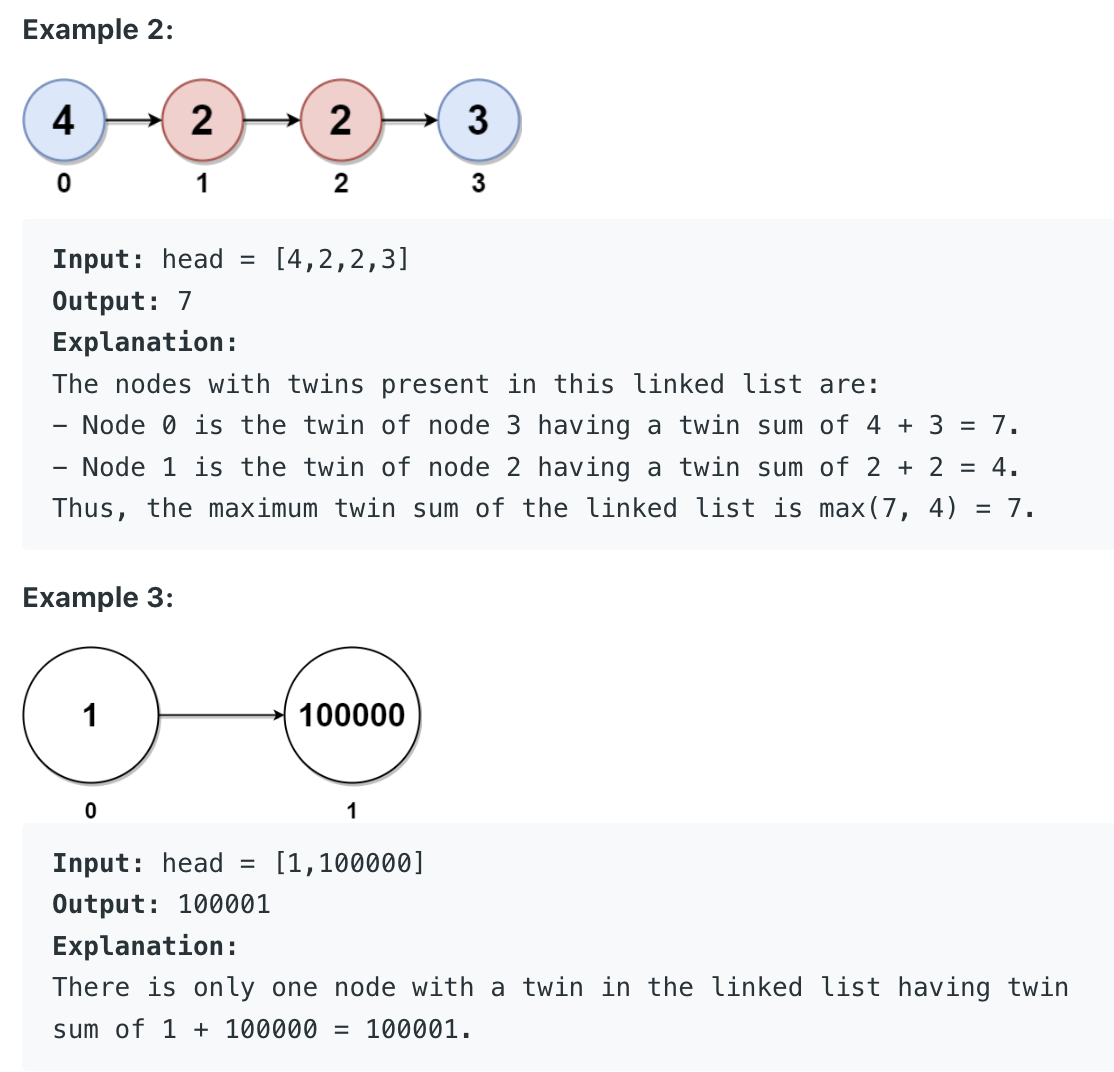 Example 2:
4 2 2 3
0 1 2 3
Input: head = [4,2,2,3]
Output: 7
Explanation:
The nodes with twins present in this linked list are:
– Node 0 is the twin of node 3 having a twin sum of 4 + 3 = 7.
– Node 1 is the twin of node 2 having a twin sum of 2 + 2 = 4.
Thus, the maximum twin sum of the linked list is max(7, 4) = 7.
Example 3:
1 100000
0 1
Input: head = [1,100000]
Output: 100001
Explanation:
There is only one node with a twin in the linked list having twin
sum of 1 + 100000 = 100001.